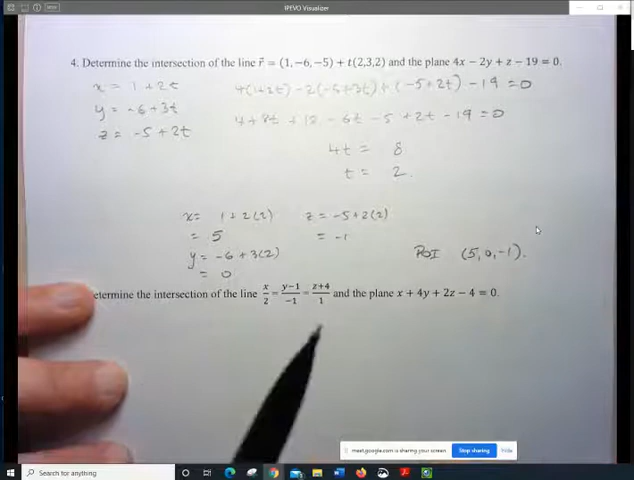 IPEVO Visualizer
4. Determine the intersection of the line r⃗ = (1, −6, −5) + t(2,3,2) and the plane 4x − 2y + z − 19 = 0.
x = 1 + 2t
4(1+2t) − 2(−6+3t) + (−5+2t) − 19 = 0
y = −6 + 3t
4 + 8t + 12 − 6t − 5 + 2t − 19 = 0
z = −5 + 2t
4t = 8
t = 2.
x = 1 + 2(2)
z = −5 + 2(2)
= 5
= −1
y = −6 + 3(2)
POI (5, 0, −1).
= 0
etermine the intersection of the line x/2 = y−1/−1 = z+4/1 and the plane x + 4y + 2z − 4 = 0.
meet.google.com is sharing your screen.
Stop sharing
Hide
Search for anything